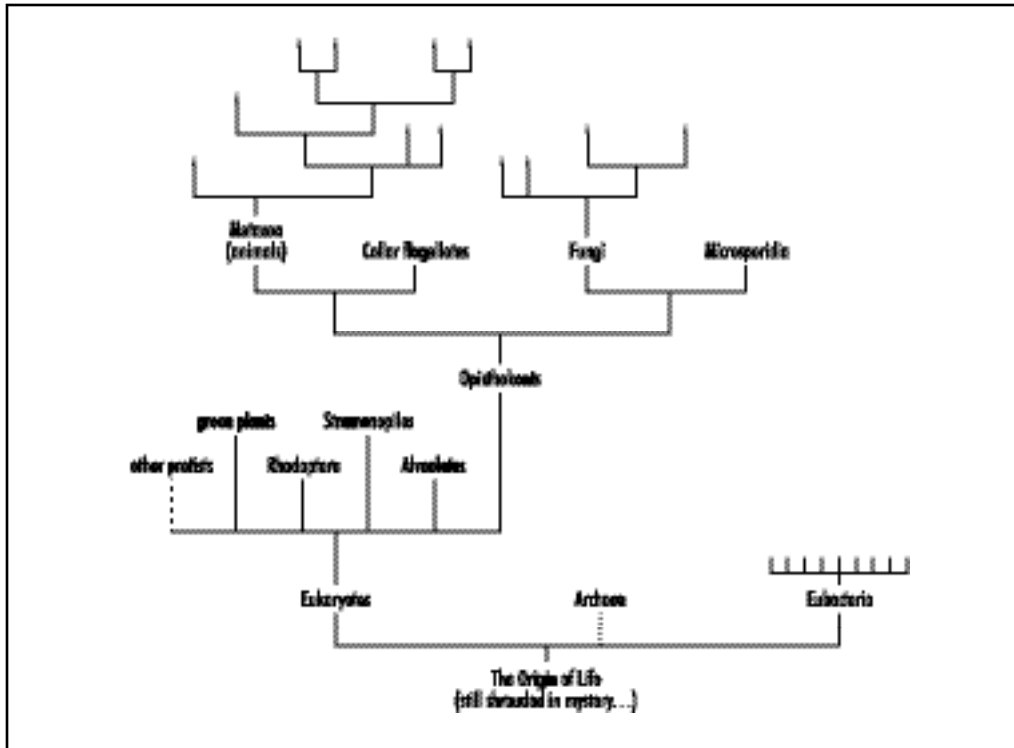 Metazoa
(animals)
Collar flagellates
Fungi
Microsporidia
Opisthokonts
green plants
Stramenopiles
other protists
Rhodophyta
Alveolates
Eukaryotes
Archaea
Eubacteria
The Origin of Life
(still shrouded in mystery...)